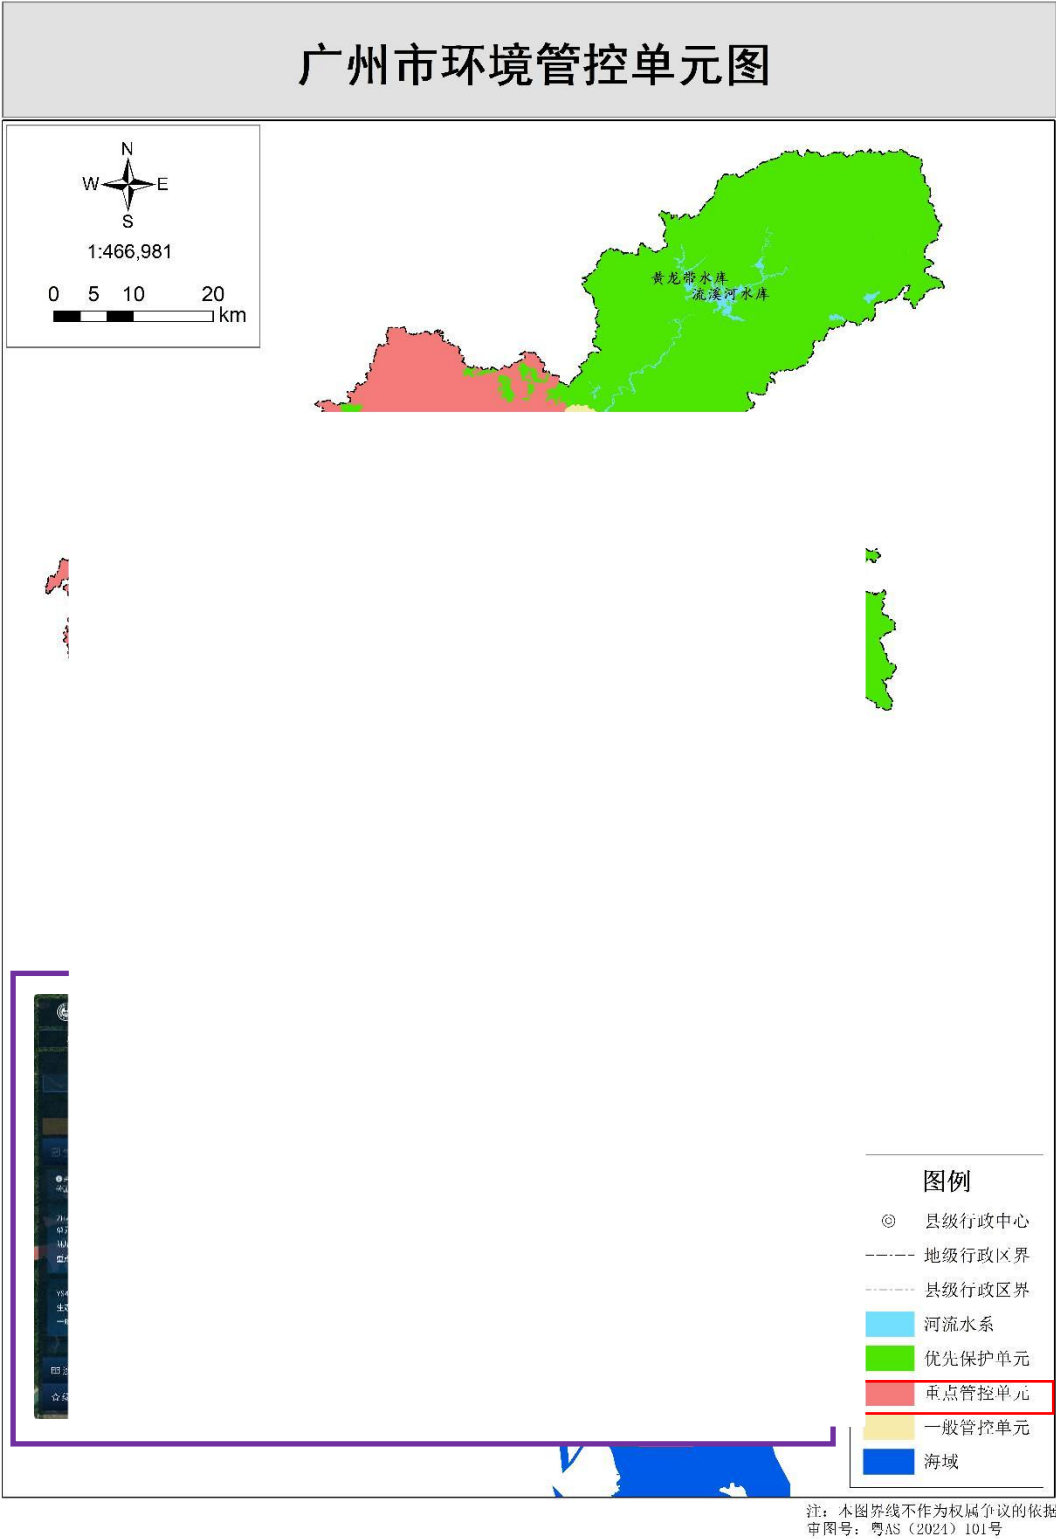 广州市环境管控单元图
N
W E
S
1:466,981
0 5 10 20
km
黄龙带水库
流溪河水库
图例
县级行政中心
地级行政区界
县级行政区界
河流水系
优先保护单元
重点管控单元
一般管控单元
海域
注：本图界线不作为权属争议的依据
审图号：粤AS（2024）101号